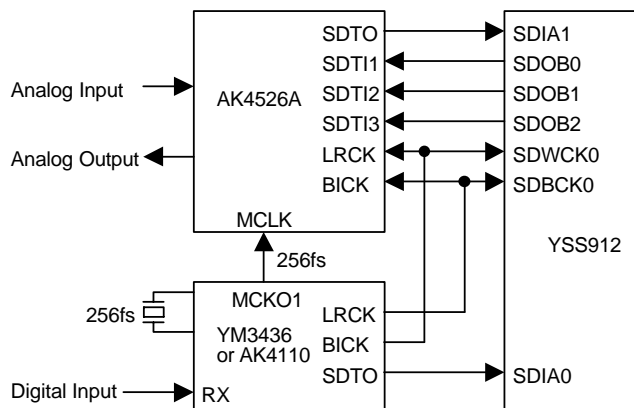 SDTO
SDIA1
SDTI1
SDOB0
Analog Input
AK4526A
SDTI2
SDOB1
SDTI3
SDOB2
Analog Output
LRCK
SDWCK0
BICK
SDBCK0
MCLK
YSS912
256fs
MCKO1
256fs
LRCK
YM3436
or AK4110
BICK
SDTO
SDIA0
Digital Input
RX